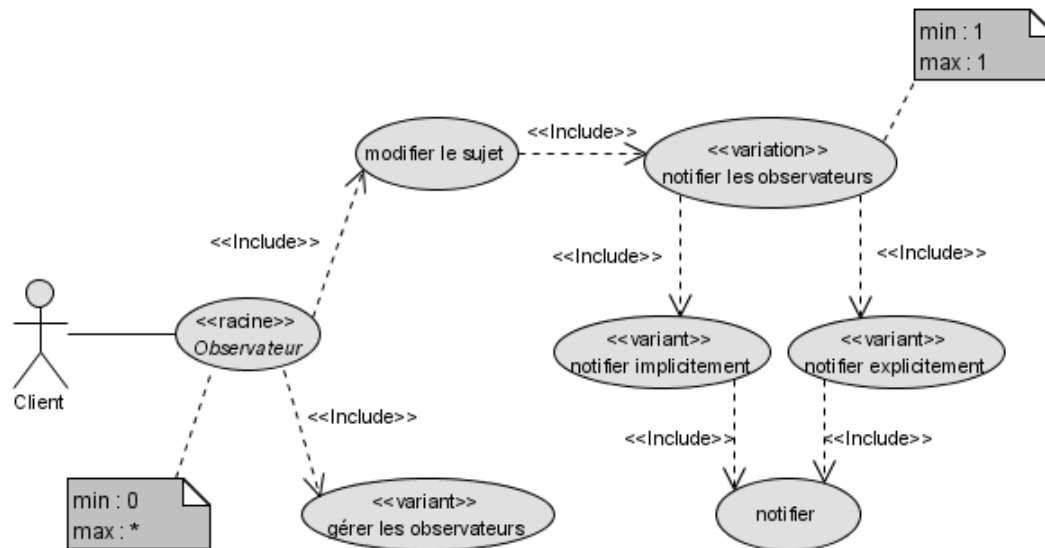 min : 1
max : 1
<<Include>>
modifier le sujet
<<variation>>
notifier les observateurs
<<Include>>
<<Include>>
<<Include>>
<<racine>>
Observateur
<<variant>>
notifier implicitement
<<variant>>
notifier explicitement
Client
<<Include>>
<<Include>>
<<Include>>
min : 0
max : *
<<variant>>
gérer les observateurs
notifier